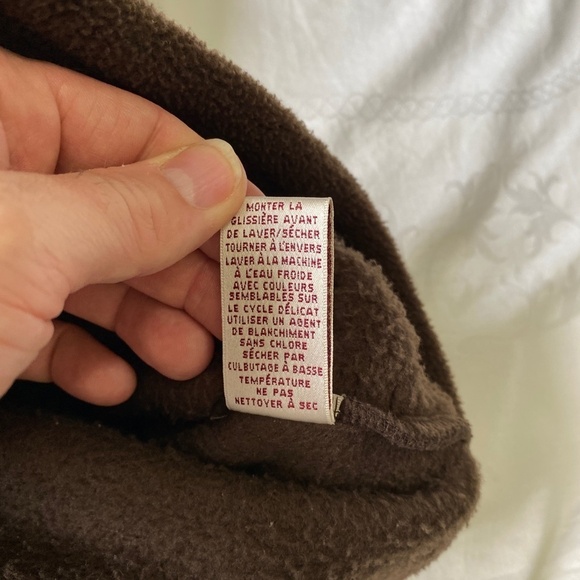 MONTER LA
GLISSIÈRE AVANT
DE LAVER/SÉCHER
TOURNER À L'ENVERS
LAVER À LA MACHINE
À L'EAU FROIDE
AVEC COULEURS
SEMBLABLES SUR
LE CYCLE DÉLICAT
UTILISER UN AGENT
DE BLANCHIMENT
SANS CHLORE
SÉCHER PAR
CULBUTAGE À BASSE
TEMPÉRATURE
NE PAS
NETTOYER À SEC